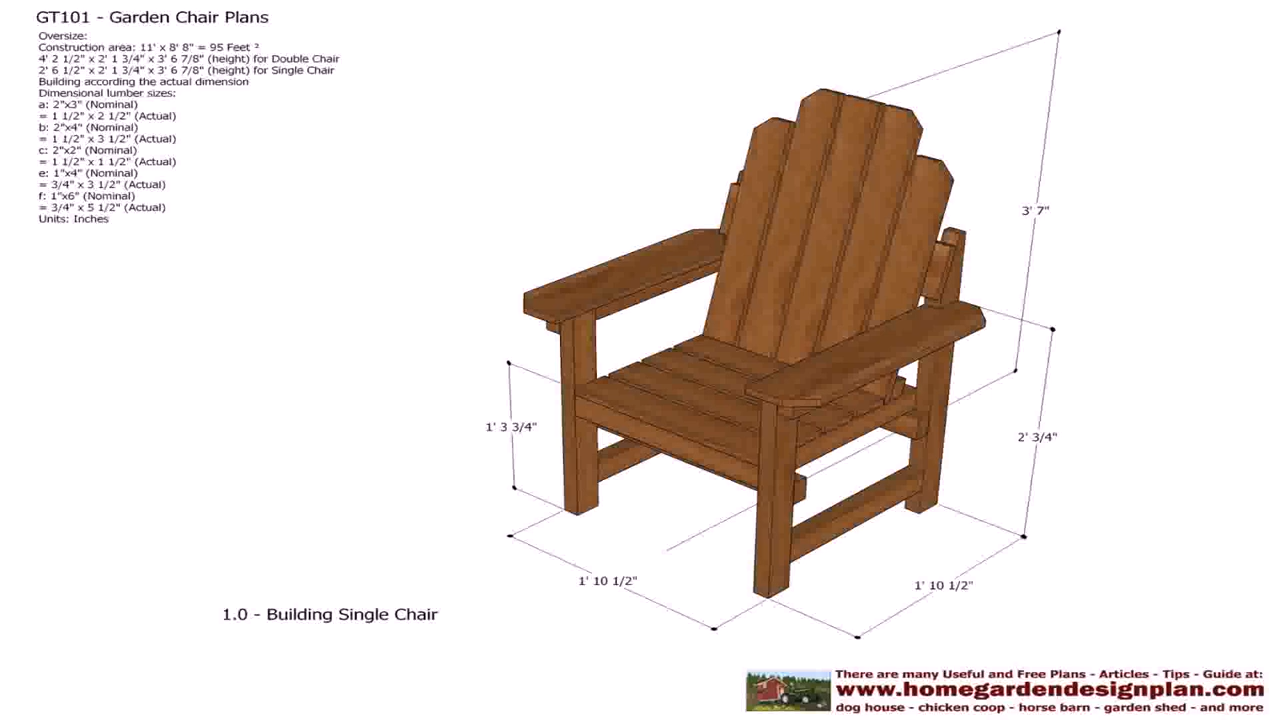 GT101 - Garden Chair Plans
Oversize:
Construction area: 11' x 8' 8" = 95 Feet ²
4' 2 1/2" x 2' 1 3/4" x 3' 6 7/8" (height) for Double Chair
2' 6 1/2" x 2' 1 3/4" x 3' 6 7/8" (height) for Single Chair
Building according the actual dimension
Dimensional lumber sizes:
a: 2"x3" (Nominal)
= 1 1/2" x 2 1/2" (Actual)
b: 2"x4" (Nominal)
= 1 1/2" x 3 1/2" (Actual)
c: 2"x2" (Nominal)
= 1 1/2" x 1 1/2" (Actual)
e: 1"x4" (Nominal)
= 3/4" x 3 1/2" (Actual)
f: 1"x6" (Nominal)
= 3/4" x 5 1/2" (Actual)
Units: Inches
3' 7"
1' 3 3/4"
2' 3/4"
1' 10 1/2"
1' 10 1/2"
1.0 - Building Single Chair
There are many Useful and Free Plans - Articles - Tips - Guide at:
www.homegardendesignplan.com
dog house - chicken coop - horse barn - garden shed - and more